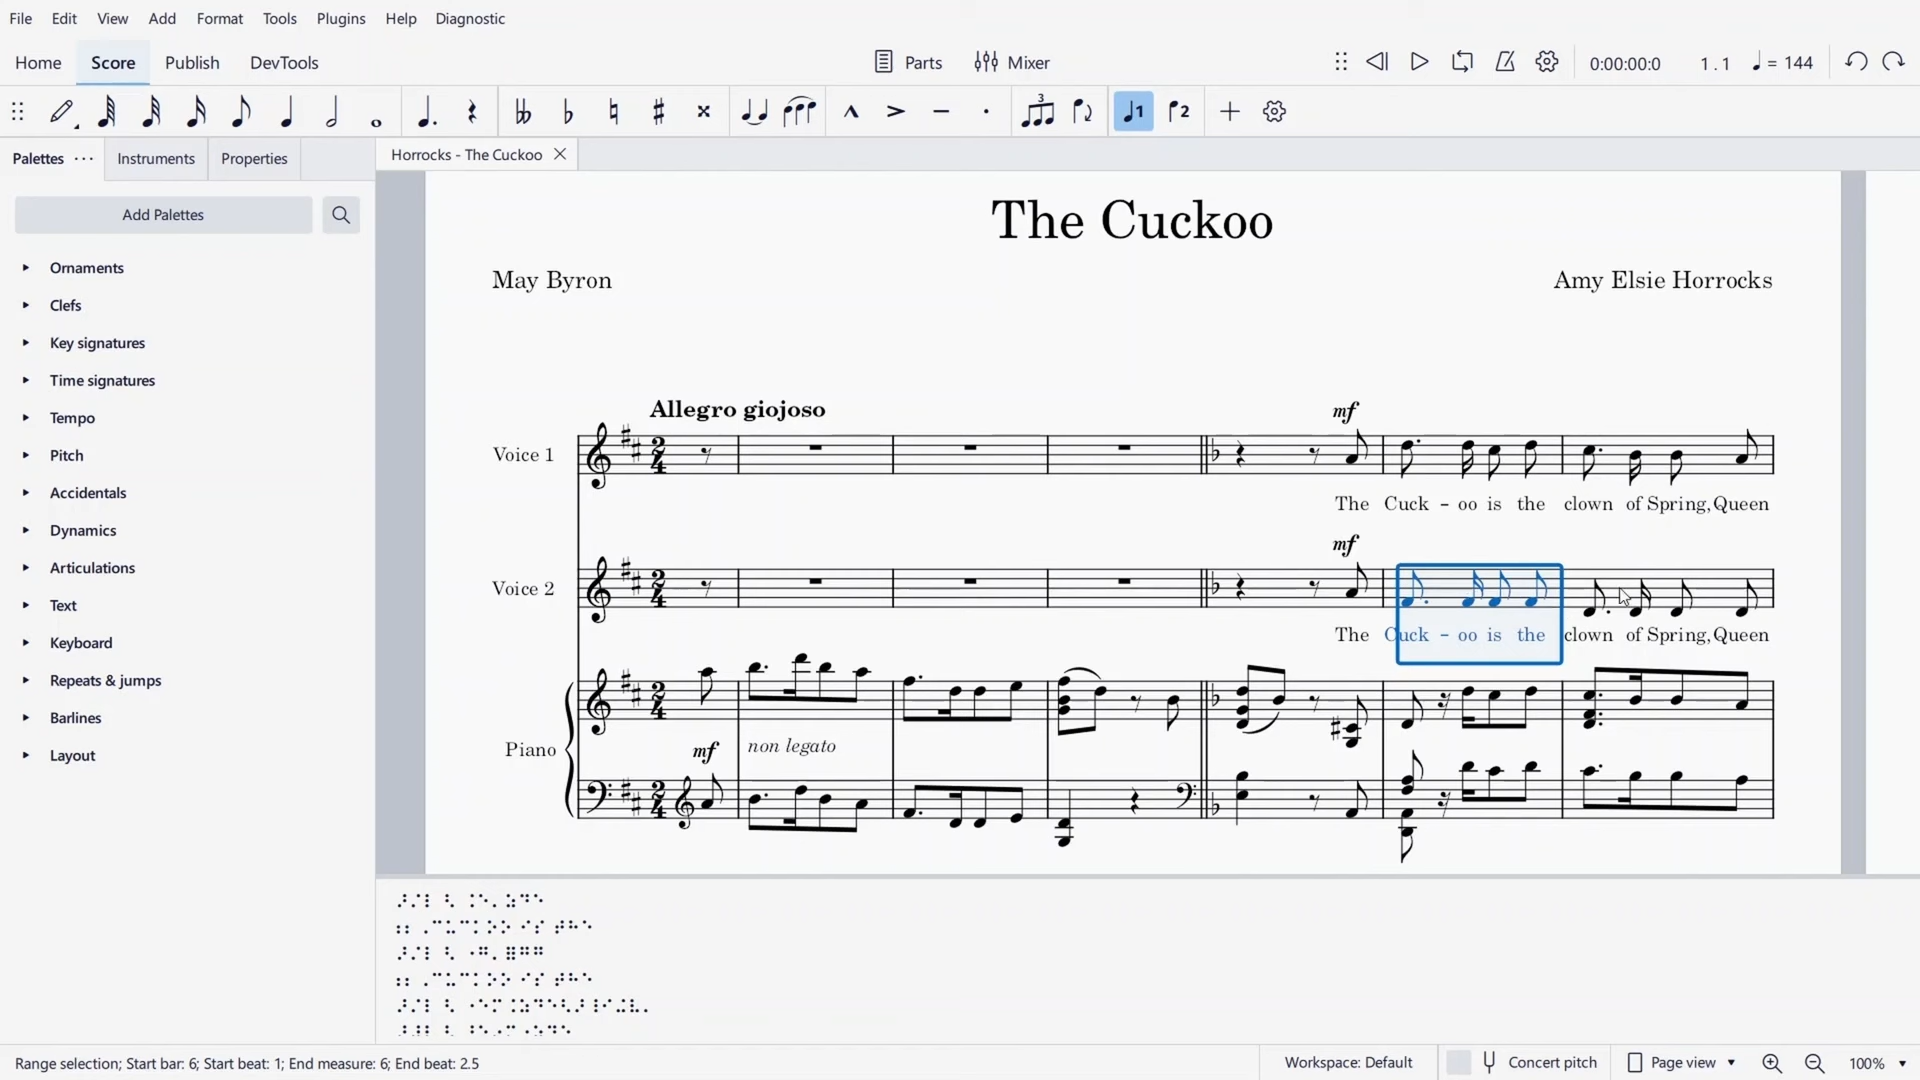 File Edit View Add Format Tools Plugins Help Diagnostic
Home Score Publish DevTools Parts Mixer 0:00:00:0 1 . 1 = 144
3 1 2
Palettes ··· Instruments Properties Horrocks - The Cuckoo
Add Palettes
Ornaments
Clefs
Key signatures
Time signatures
Tempo
Pitch
Accidentals
Dynamics
Articulations
Text
Keyboard
Repeats & jumps
Barlines
Layout
The Cuckoo
May Byron Amy Elsie Horrocks
Allegro giojoso mf
Voice 1
The Cuck - oo is the clown of Spring, Queen
mf
Voice 2
The Cuck - oo is the clown of Spring, Queen
Piano mf non legato
Range selection; Start bar: 6; Start beat: 1; End measure: 6; End beat: 2.5 Workspace: Default Concert pitch Page view 100%